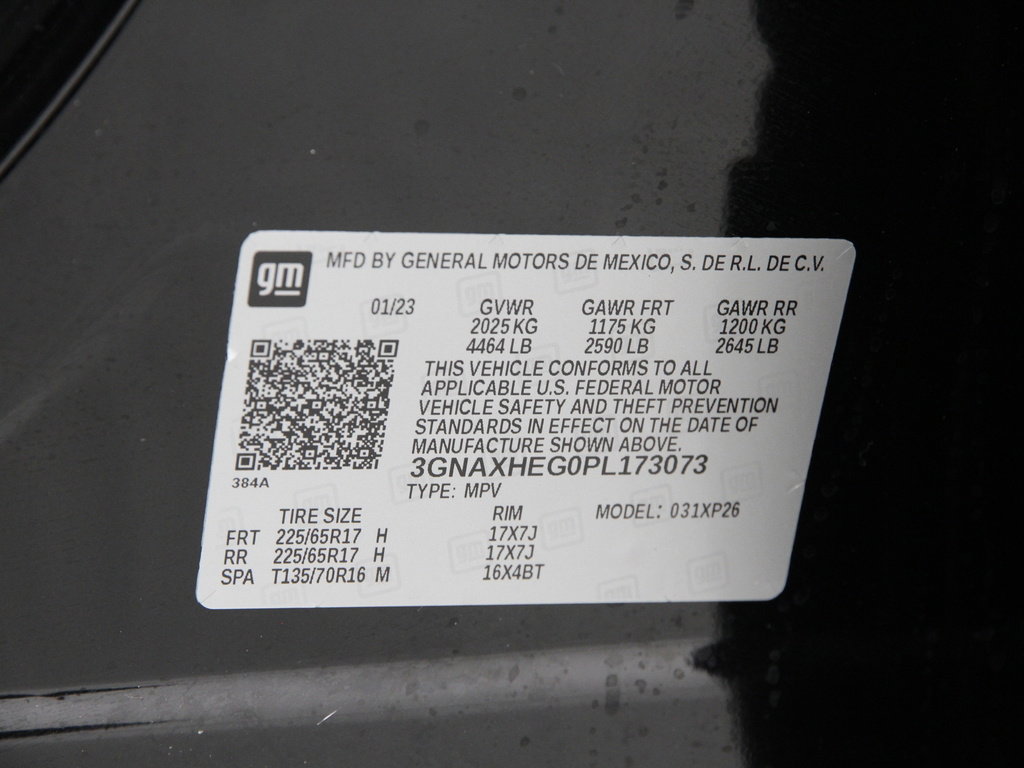 gm MFD BY GENERAL MOTORS DE MEXICO, S. DE R.L. DE C.V.
01/23 GVWR GAWR FRT GAWR RR
2025 KG 1175 KG 1200 KG
4464 LB 2590 LB 2645 LB
THIS VEHICLE CONFORMS TO ALL
APPLICABLE U.S. FEDERAL MOTOR
VEHICLE SAFETY AND THEFT PREVENTION
STANDARDS IN EFFECT ON THE DATE OF
MANUFACTURE SHOWN ABOVE.
3GNAXHEG0PL173073
384A
TYPE: MPV
TIRE SIZE RIM MODEL: 031XP26
FRT 225/65R17 H 17X7J
RR 225/65R17 H 17X7J
SPA T135/70R16 M 16X4BT